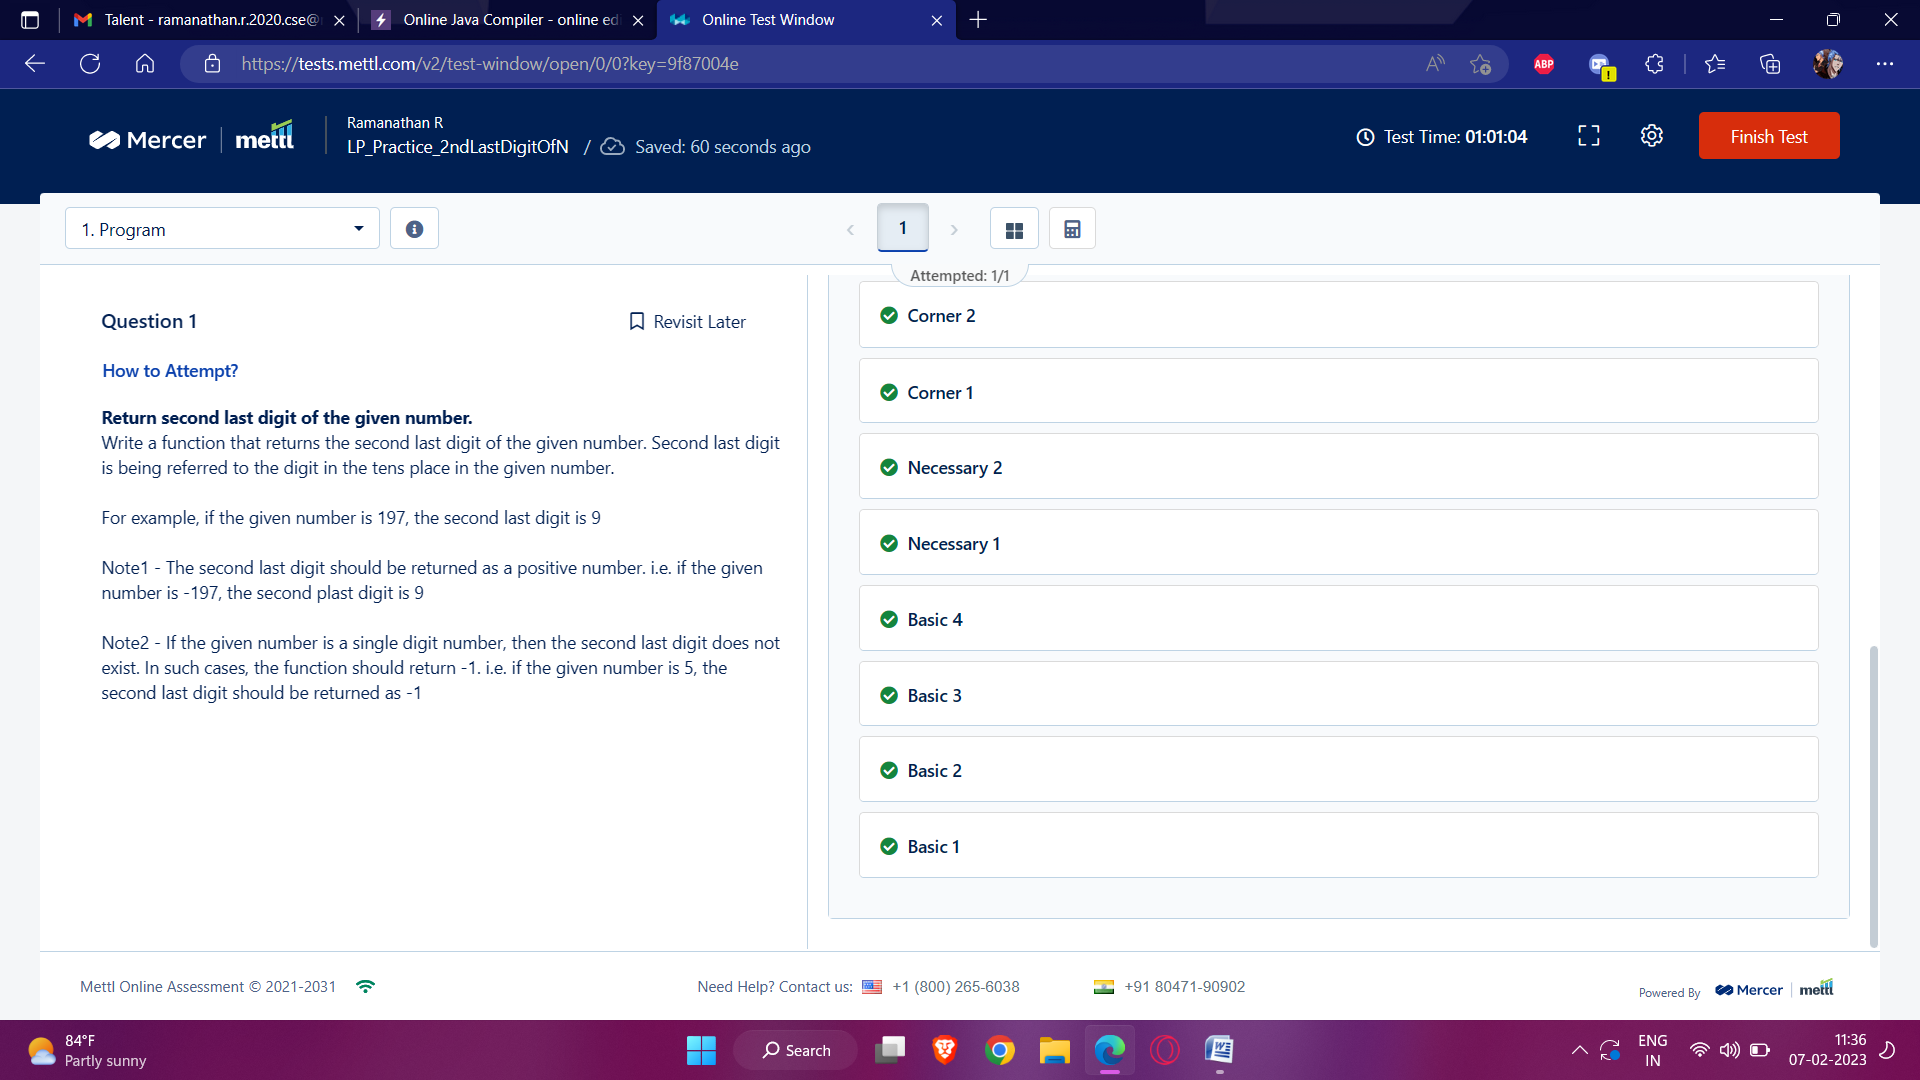 Talent - ramanathan.r.2020.cse@
Online Java Compiler - online edi
Online Test Window
https://tests.mettl.com/v2/test-window/open/0/0?key=9f87004e
ABP
Mercer
mettl
Ramanathan R
LP_Practice_2ndLastDigitOfN / Saved: 60 seconds ago
Test Time: 01:01:04
Finish Test
1. Program
1
Attempted: 1/1
Question 1
Revisit Later
How to Attempt?
Return second last digit of the given number.
Write a function that returns the second last digit of the given number. Second last digit
is being referred to the digit in the tens place in the given number.
For example, if the given number is 197, the second last digit is 9
Note1 - The second last digit should be returned as a positive number. i.e. if the given
number is -197, the second plast digit is 9
Note2 - If the given number is a single digit number, then the second last digit does not
exist. In such cases, the function should return -1. i.e. if the given number is 5, the
second last digit should be returned as -1
Corner 2
Corner 1
Necessary 2
Necessary 1
Basic 4
Basic 3
Basic 2
Basic 1
Mettl Online Assessment © 2021-2031
Need Help? Contact us: +1 (800) 265-6038
+91 80471-90902
Powered By Mercer mettl
84°F
Partly sunny
Search
ENG
IN
11:36
07-02-2023